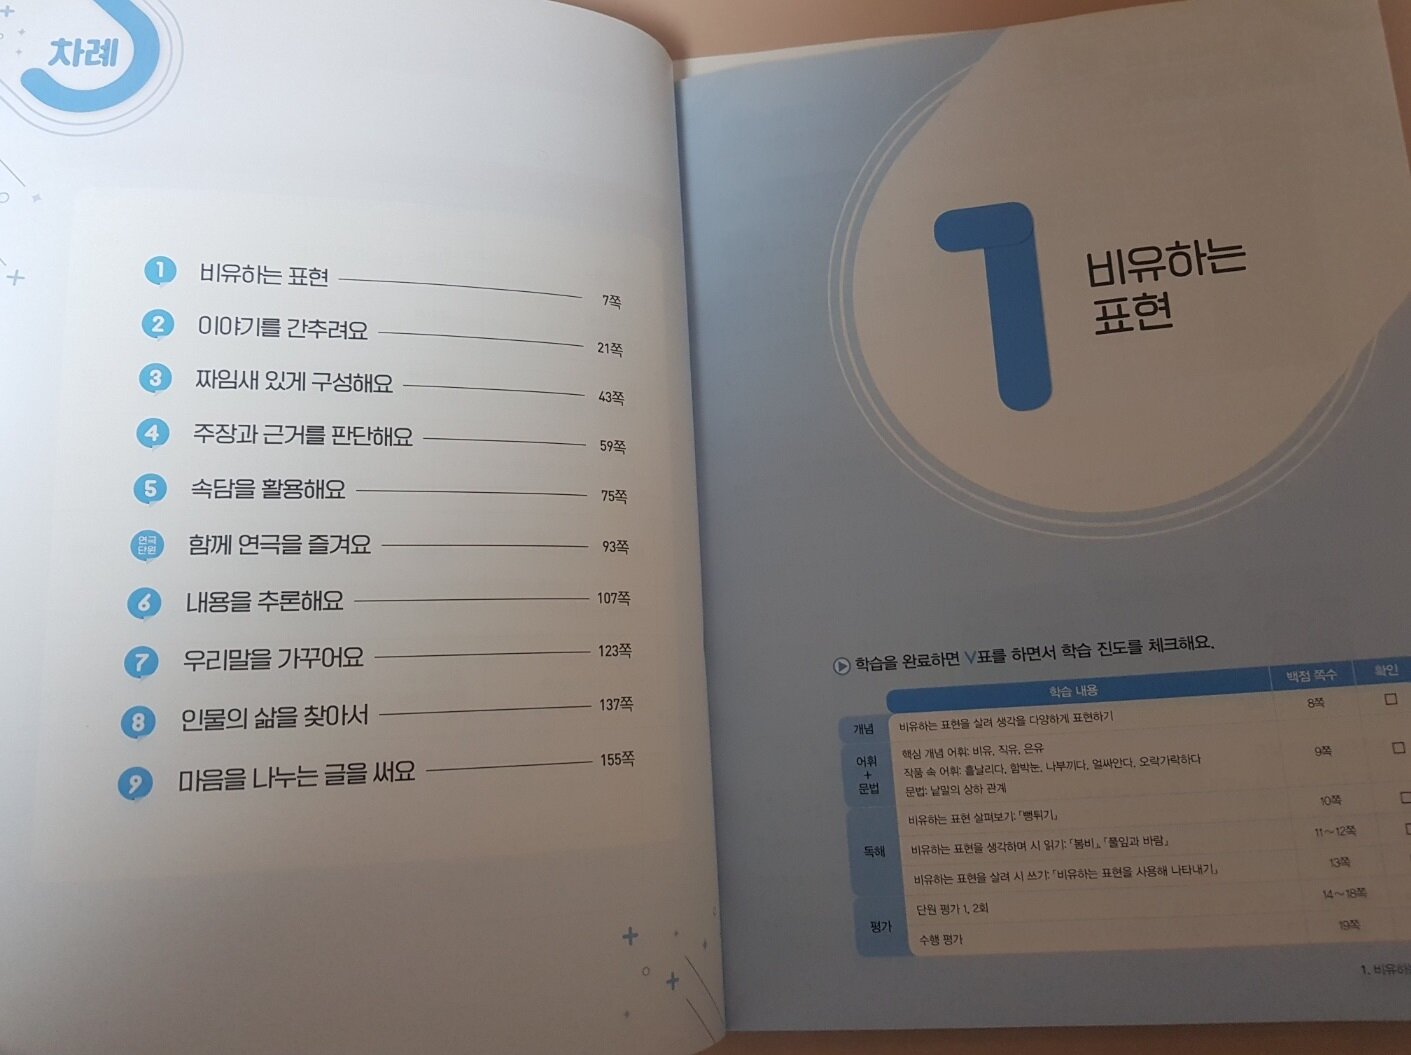 차례
1 비유하는 표현 7쪽
2 이야기를 간추려요 21쪽
3 짜임새 있게 구성해요 43쪽
4 주장과 근거를 판단해요 59쪽
5 속담을 활용해요 75쪽
연극 단원 함께 연극을 즐겨요 93쪽
6 내용을 추론해요 107쪽
7 우리말을 가꾸어요 123쪽
8 인물의 삶을 찾아서 137쪽
9 마음을 나누는 글을 써요 155쪽
1 비유하는
표현
학습을 완료하면 V표를 하면서 학습 진도를 체크해요.
학습 내용 백점 쪽수 확인
개념 비유하는 표현을 살려 생각을 다양하게 표현하기 8쪽
어휘 + 문법 핵심 개념 어휘: 비유, 직유, 은유
작품 속 어휘: 흩날리다, 함박눈, 나부끼다, 얼싸안다, 오락가락하다 9쪽
문법: 낱말의 상하 관계
독해 비유하는 표현 살펴보기: 「뻥튀기」 10쪽
비유하는 표현을 생각하며 시 읽기: 「봄비」, 「풀잎과 바람」 11~12쪽
비유하는 표현을 살려 시 쓰기: 「비유하는 표현을 사용해 나타내기」 13쪽
평가 단원 평가 1, 2회 14~18쪽
수행 평가 19쪽
1. 비유하